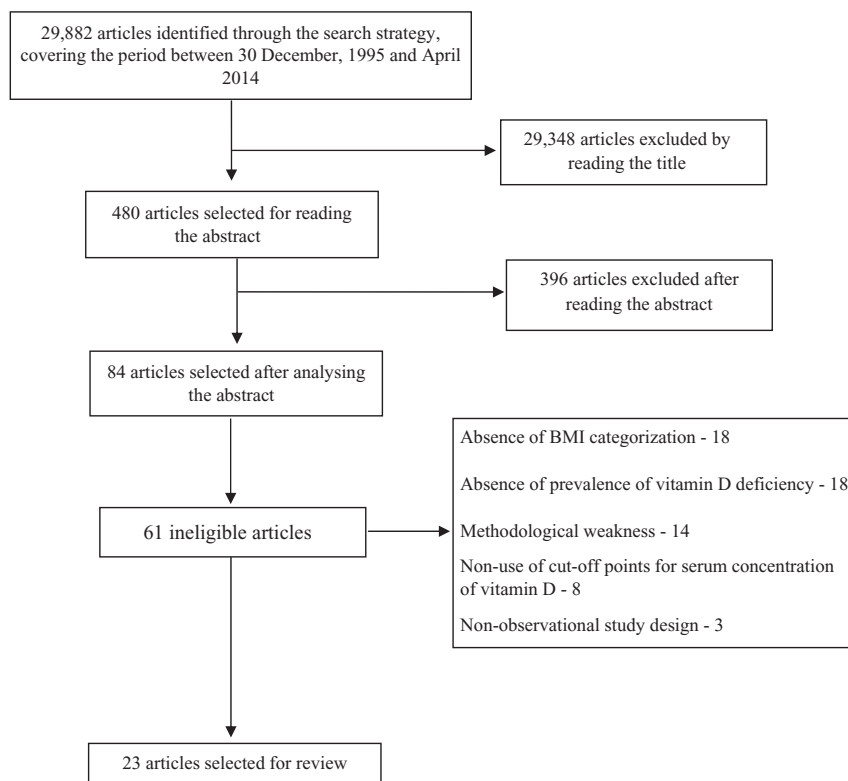 29,882 articles identified through the search strategy,
covering the period between 30 December, 1995 and April
2014
29,348 articles excluded by
reading the title
480 articles selected for reading
the abstract
396 articles excluded after
reading the abstract
84 articles selected after analysing
the abstract
61 ineligible articles
Absence of BMI categorization - 18
Absence of prevalence of vitamin D deficiency - 18
Methodological weakness - 14
Non-use of cut-off points for serum concentration
of vitamin D - 8
Non-observational study design - 3
23 articles selected for review